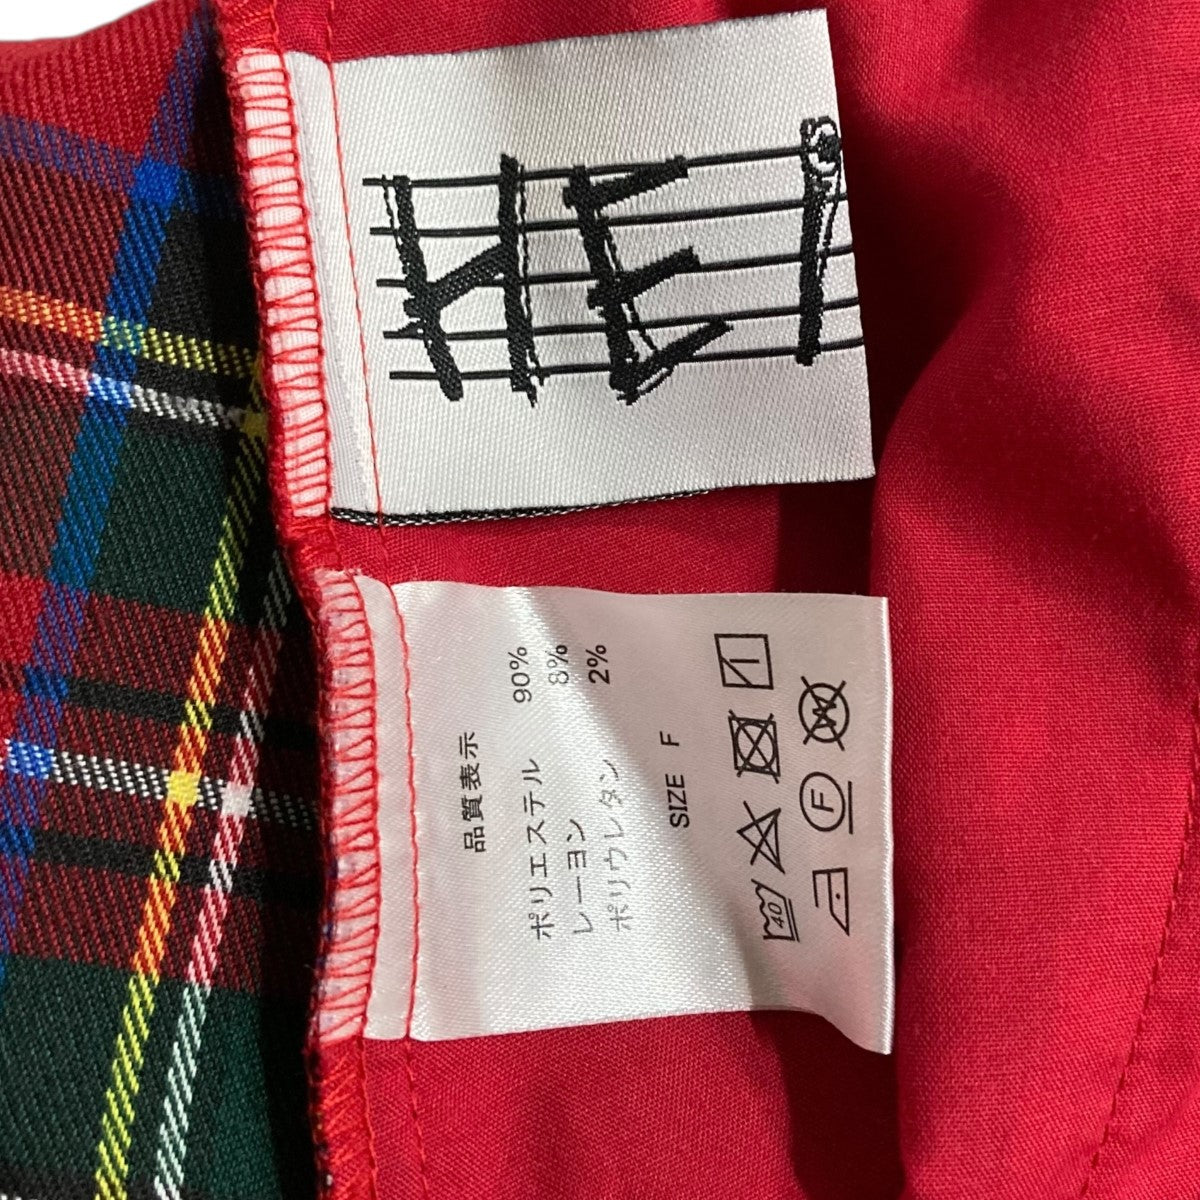 品質表示
ポリエステル 90%
レーヨン 8%
ポリウレタン 2%
SIZE F
40
F
W